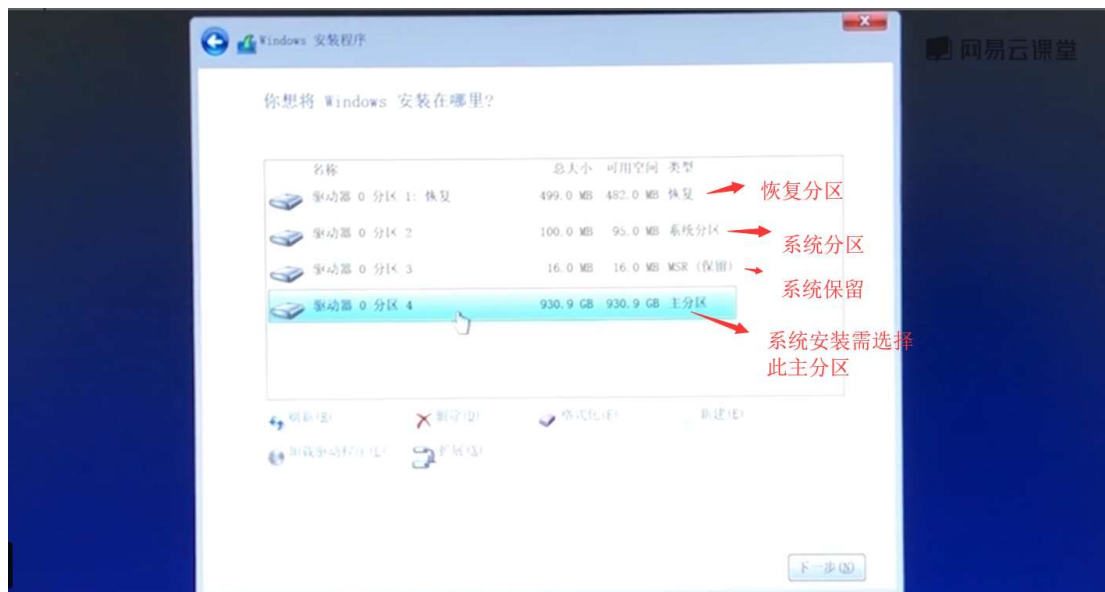 Windows 安装程序
网易云课堂
你想将 Windows 安装在哪里?
名称 总大小 可用空间 类型
驱动器 0 分区 1: 恢复 499.0 MB 482.0 MB 恢复
恢复分区
驱动器 0 分区 2 100.0 MB 95.0 MB 系统分区
系统分区
驱动器 0 分区 3 16.0 MB 16.0 MB MSR (保留)
系统保留
驱动器 0 分区 4 930.9 GB 930.9 GB 主分区
系统安装需选择
此主分区
刷新(R) 删除(D) 格式化(F) 新建(E)
加载驱动程序(L) 扩展(X)
下一步(N)